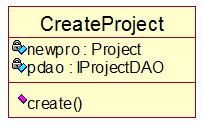 CreateProject
newpro : Project
pdao : IProjectDAO
create()